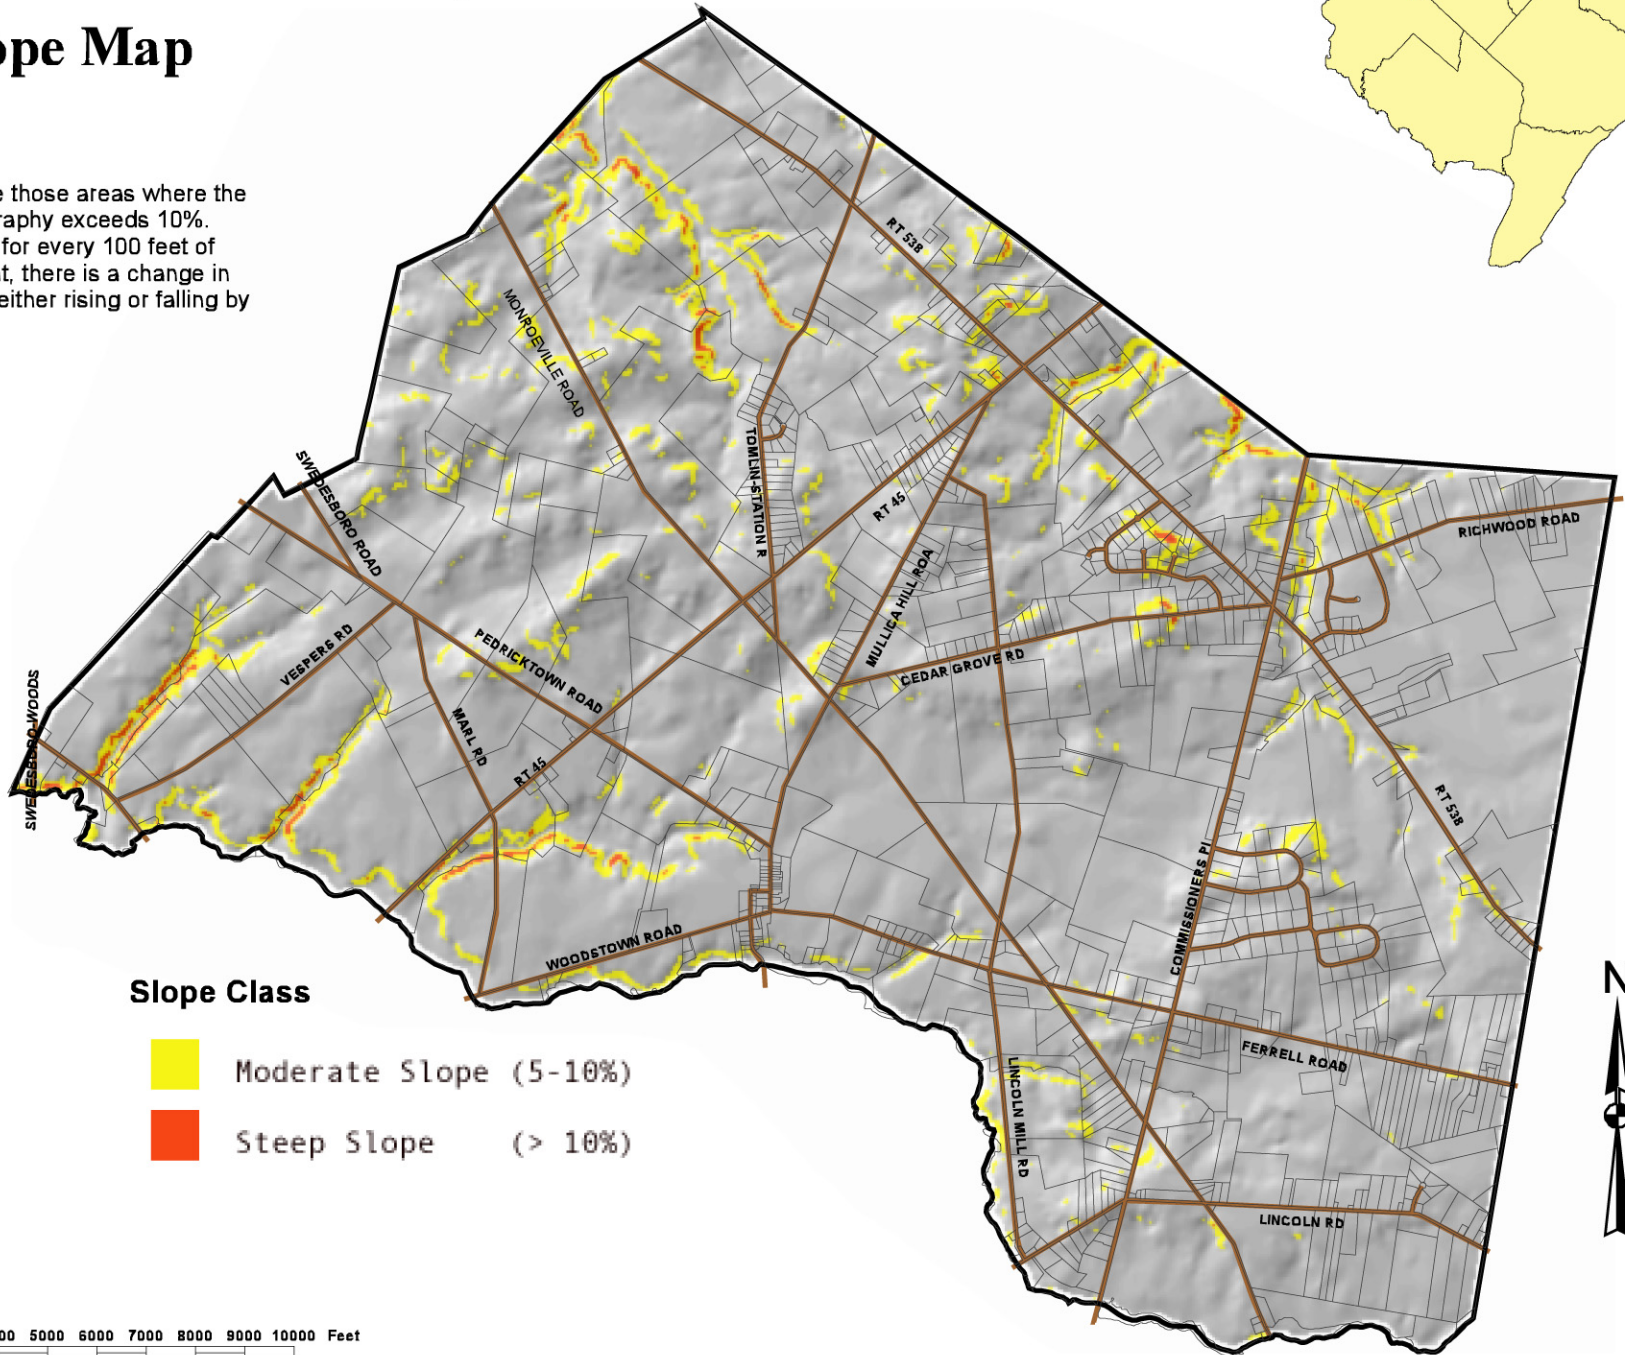 ope Map
e those areas where the
raphy exceeds 10%.
for every 100 feet of
t, there is a change in
either rising or falling by
RT 538
MONROEVILLE ROAD
SWEDESBORO ROAD
TOMLIN-STATION R
RT 45
RICHWOOD ROAD
MULLICA HILL ROA
VESPERS RD
PEDRICKTOWN ROAD
CEDAR GROVE RD
SWEDESBORO-WOODS
MARL RD
RT 45
RT 538
COMMISSIONERS PI
WOODSTOWN ROAD
N
Slope Class
FERRELL ROAD
Moderate Slope (5-10%)
LINCOLN MILL RD
Steep Slope (> 10%)
LINCOLN RD
00 5000 6000 7000 8000 9000 10000 Feet